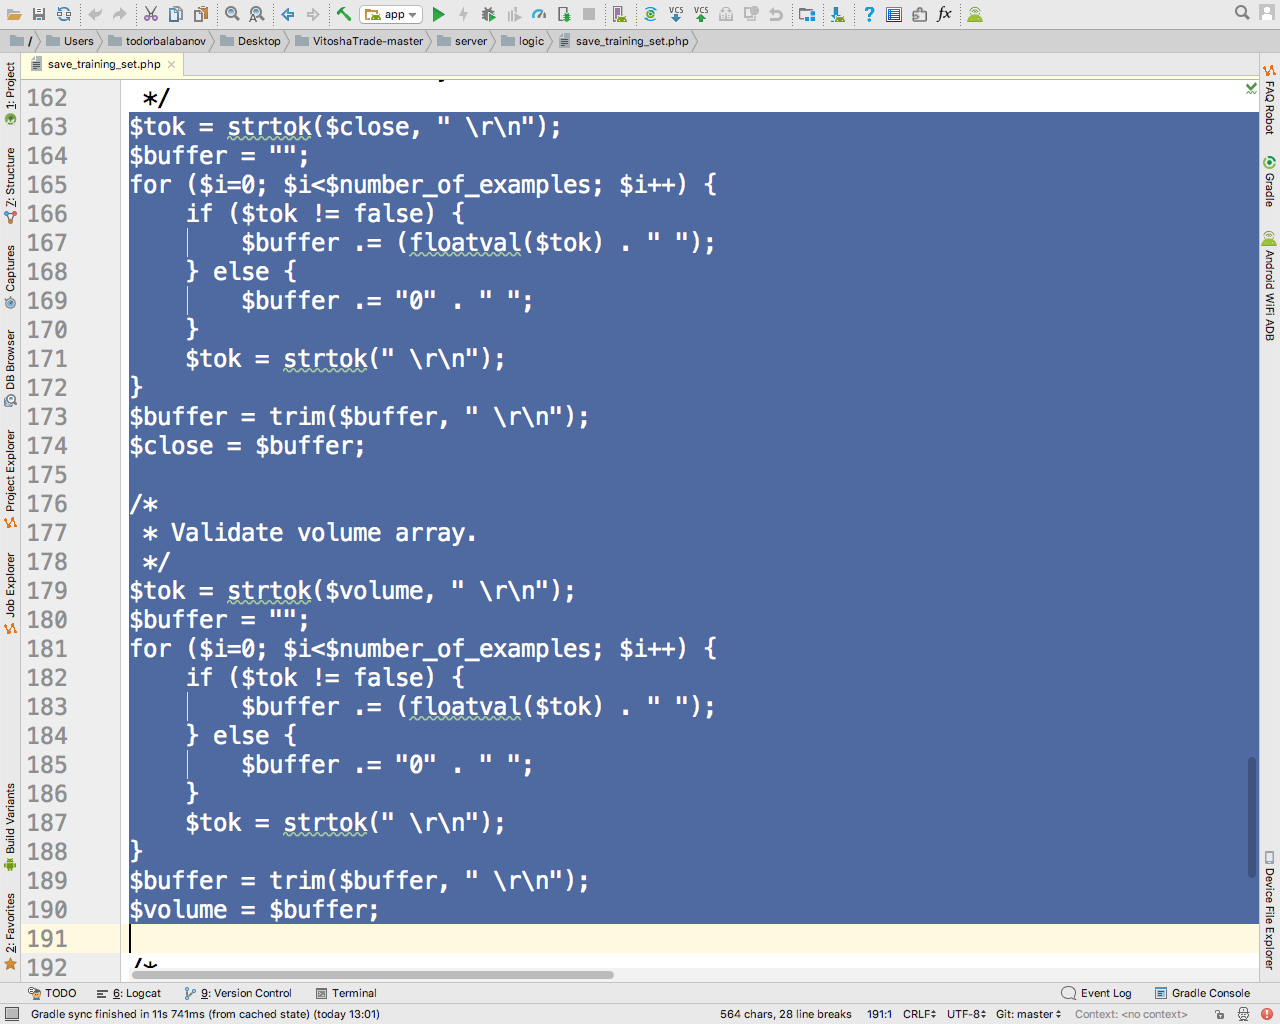 app
VCS
VCS
/
Users
todorbalabanov
Desktop
VitoshaTrade-master
server
logic
save_training_set.php
save_training_set.php
1: Project
7: Structure
Captures
DB Browser
Project Explorer
Job Explorer
Build Variants
2: Favorites
162 */
163 $tok = strtok($close, " \r\n");
164 $buffer = "";
165 for ($i=0; $i<$number_of_examples; $i++) {
166 if ($tok != false) {
167 $buffer .= (floatval($tok) . " ");
168 } else {
169 $buffer .= "0" . " ";
170 }
171 $tok = strtok(" \r\n");
172 }
173 $buffer = trim($buffer, " \r\n");
174 $close = $buffer;
175
176 /*
177 * Validate volume array.
178 */
179 $tok = strtok($volume, " \r\n");
180 $buffer = "";
181 for ($i=0; $i<$number_of_examples; $i++) {
182 if ($tok != false) {
183 $buffer .= (floatval($tok) . " ");
184 } else {
185 $buffer .= "0" . " ";
186 }
187 $tok = strtok(" \r\n");
188 }
189 $buffer = trim($buffer, " \r\n");
190 $volume = $buffer;
191
192 /*
FAQ Robot
Gradle
Android WiFi ADB
Device File Explorer
TODO
6: Logcat
9: Version Control
Terminal
Event Log
Gradle Console
Gradle sync finished in 11s 741ms (from cached state) (today 13:01)
564 chars, 28 line breaks
191:1
CRLF
UTF-8
Git: master
Context: <no context>